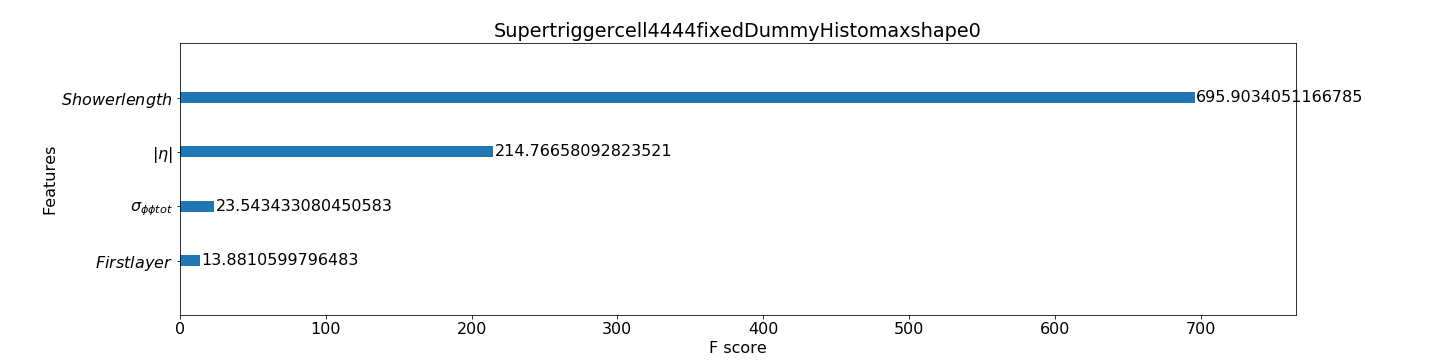 Supertriggercell4444fixedDummyHistomaxshape0
Showerlength
695.9034051166785
|η|
214.76658092823521
σϕϕtot
23.543433080450583
Firstlayer
13.8810599796483
Features
0 100 200 300 400 500 600 700
F score